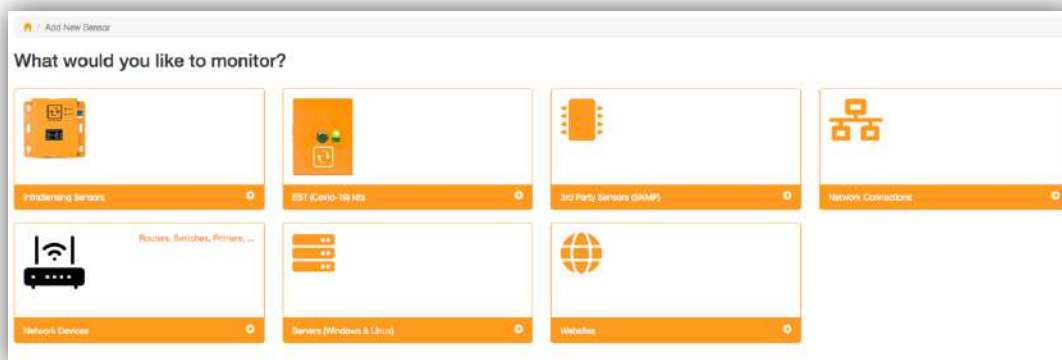 / Add New Sensor
What would you like to monitor?
InfraSensing Sensors
EST (Covid-19) kits
3rd Party Sensors (SNMP)
Network Connections
Routers, Switches, Printers, ...
Network Devices
Servers (Windows & Linux)
Websites